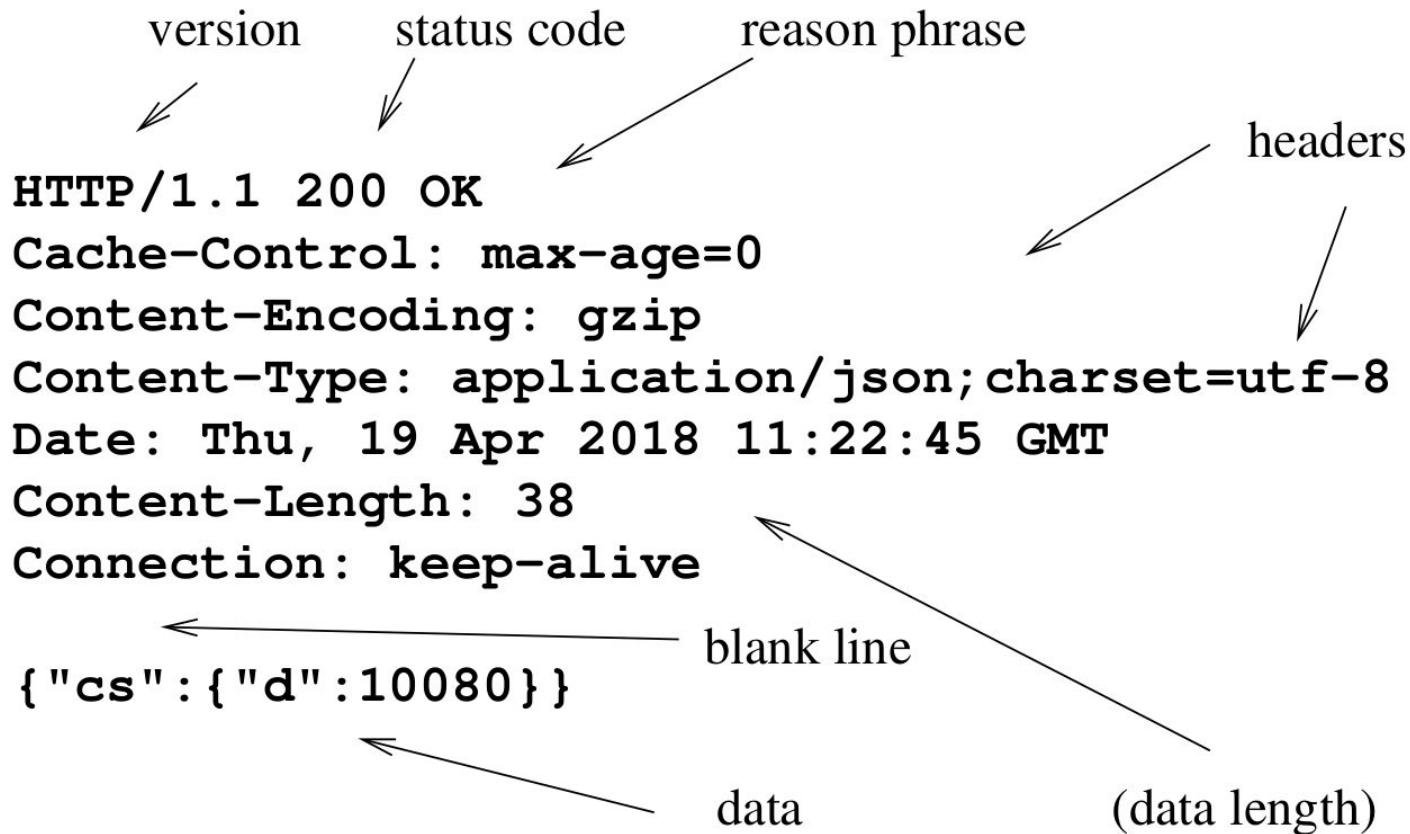 version status code reason phrase
headers
HTTP/1.1 200 OK
Cache-Control: max-age=0
Content-Encoding: gzip
Content-Type: application/json;charset=utf-8
Date: Thu, 19 Apr 2018 11:22:45 GMT
Content-Length: 38
Connection: keep-alive
blank line
{"cs":{"d":10080}}
data (data length)